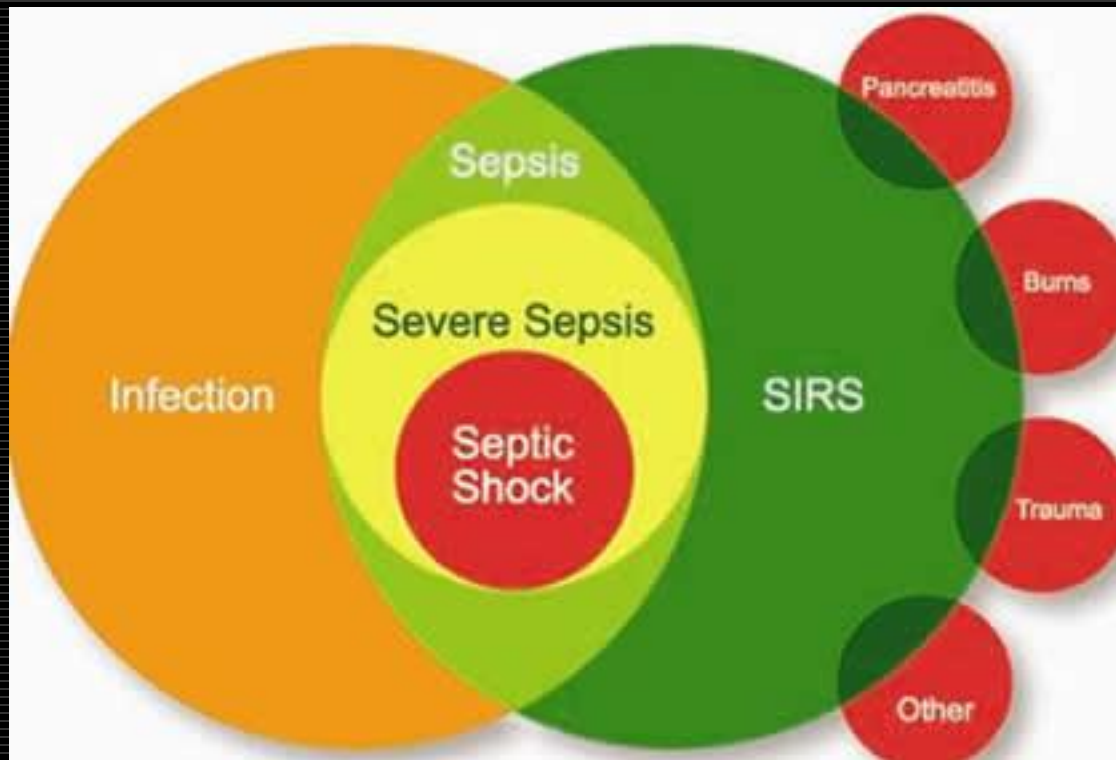 Pancreatitis
Sepsis
Burns
Severe Sepsis
Infection
SIRS
Septic
Shock
Trauma
Other